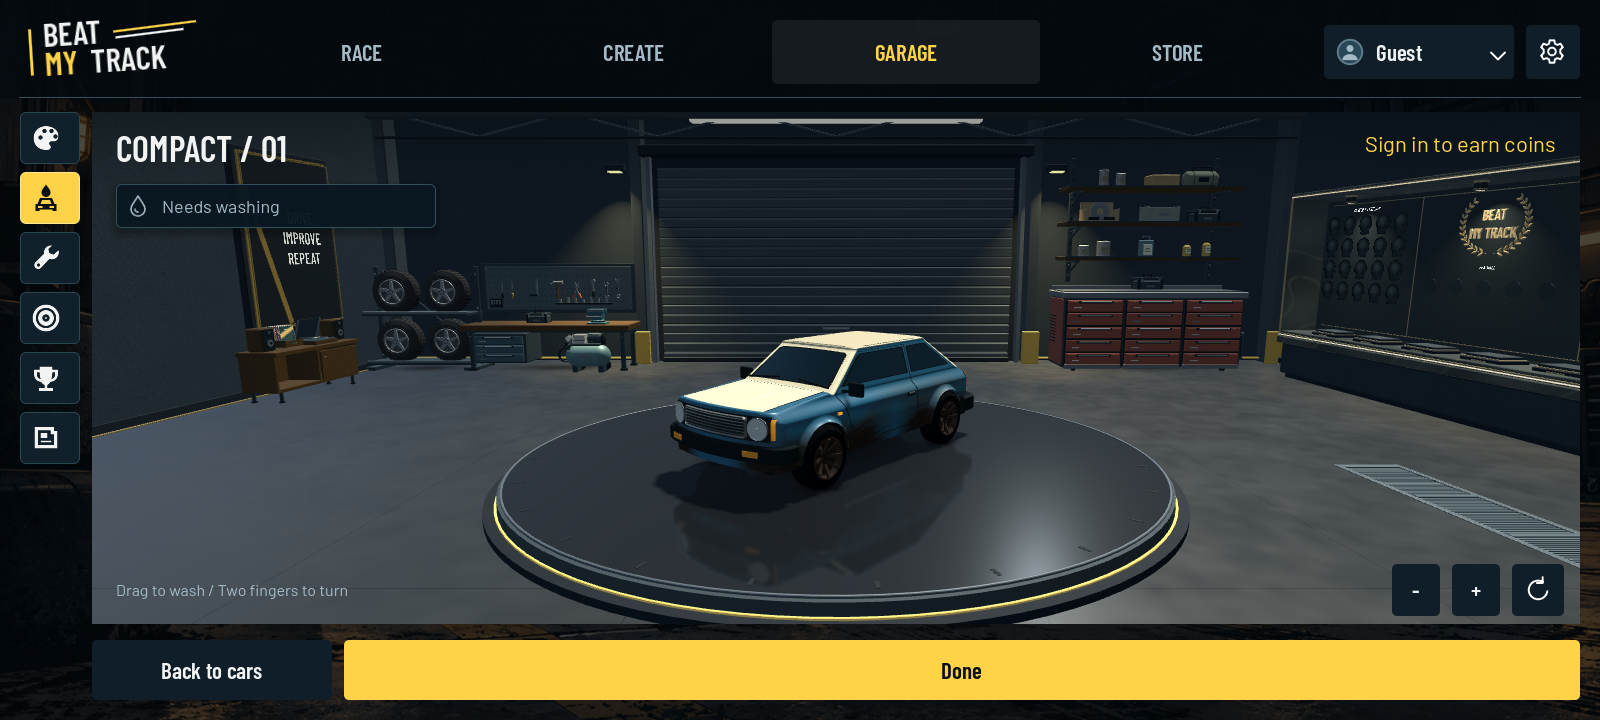 BEAT
MY TRACK
RACE
CREATE
GARAGE
STORE
Guest
COMPACT / 01
Sign in to earn coins
Needs washing
IMPROVE
REPEAT
BEAT
MY TRACK
Drag to wash / Two fingers to turn
-
+
Back to cars
Done